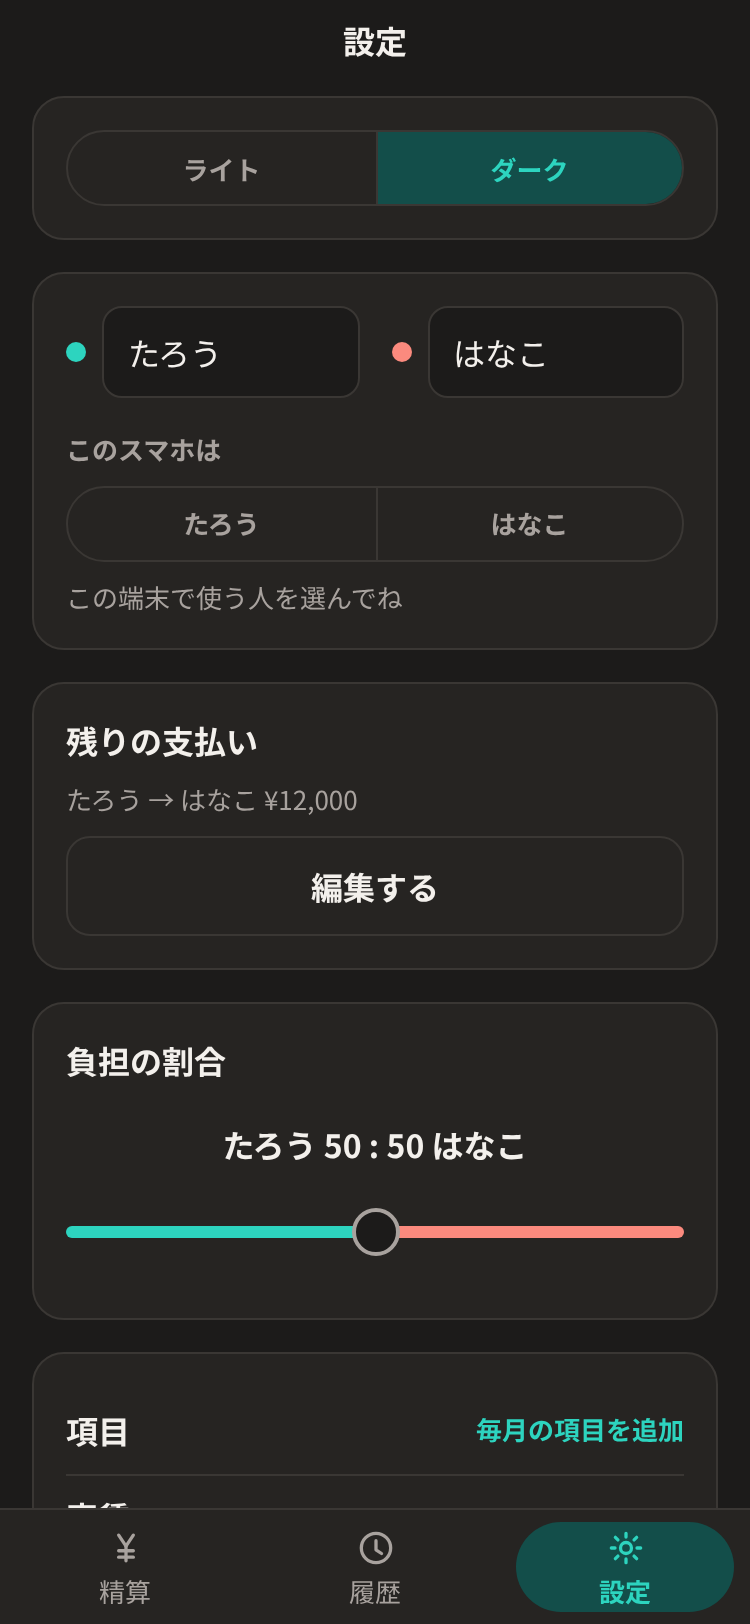 設定
ライト
ダーク
たろう
はなこ
このスマホは
たろう
はなこ
この端末で使う人を選んでね
残りの支払い
たろう → はなこ ¥12,000
編集する
負担の割合
たろう 50 : 50 はなこ
項目
毎月の項目を追加
精算
履歴
設定